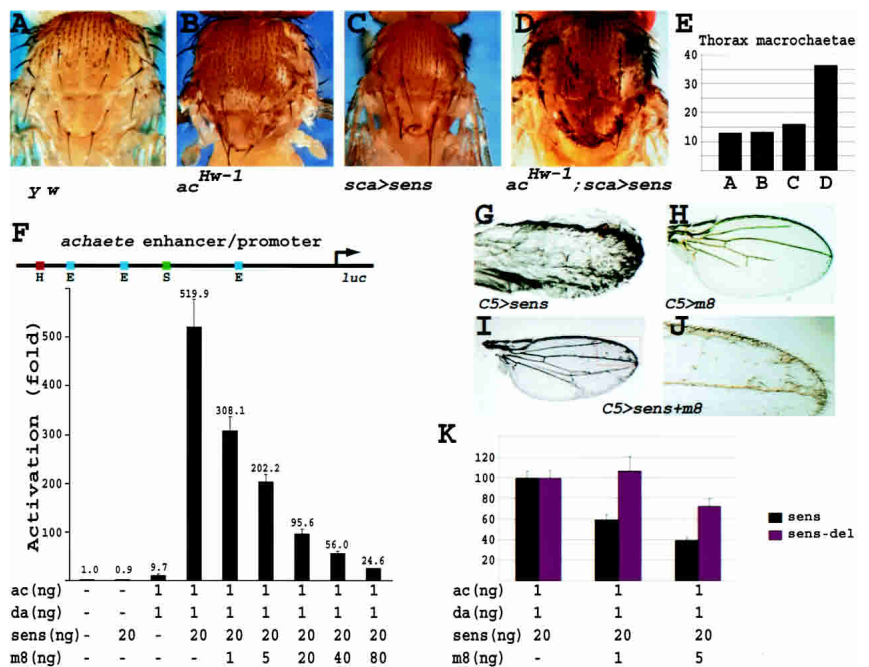 A
B
C
D
E
Thorax macrochaetae
40
30
20
10
A B C D
y w
ac Hw-1
sca>sens
ac Hw-1 ;sca>sens
F
achaete enhancer/promoter
H E E S E luc
Activation (fold)
500
400
300
200
100
1.0
0.9
9.7
519.9
308.1
202.2
95.6
56.0
24.6
ac(ng) - - 1 1 1 1 1 1 1
da(ng) - - 1 1 1 1 1 1 1
sens(ng) - 20 - 20 20 20 20 20 20
m8(ng) - - - - 1 5 20 40 80
G
C5>sens
H
C5>m8
I
J
C5>sens+m8
K
120
100
80
60
40
20
sens
sens-del
ac(ng) 1 1 1
da(ng) 1 1 1
sens(ng) 20 20 20
m8(ng) - 1 5